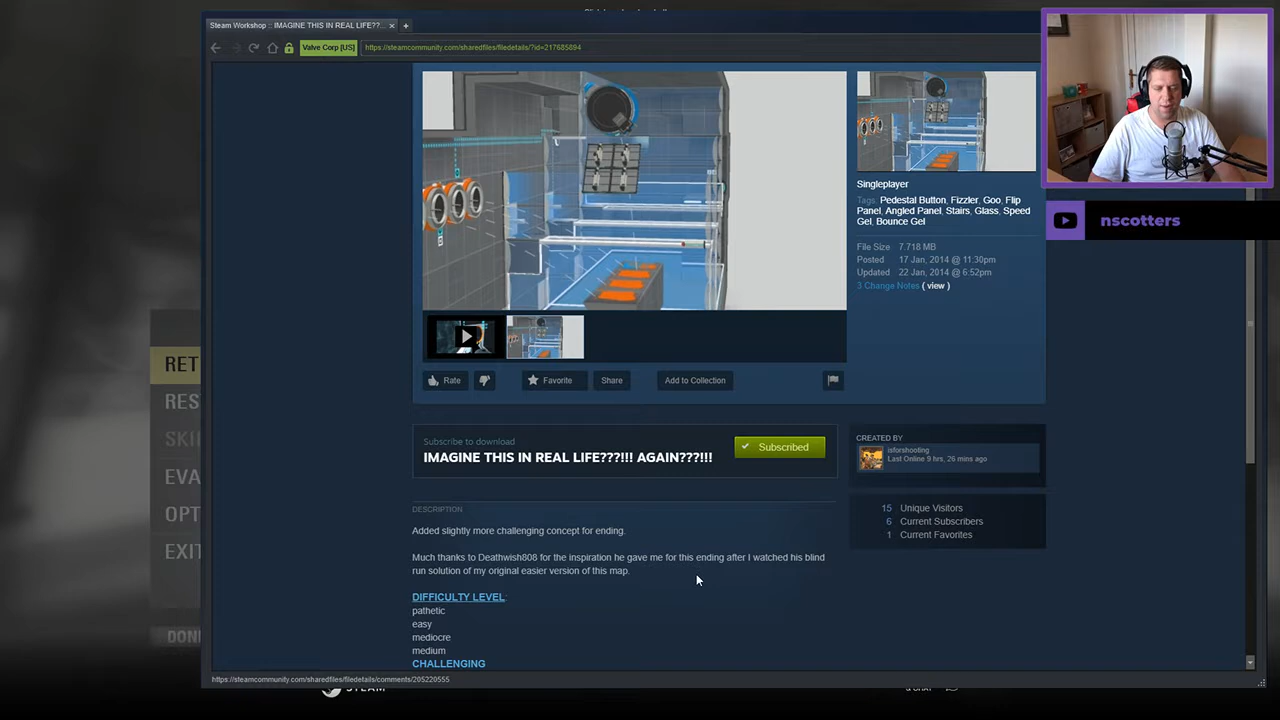 Steam Workshop :: IMAGINE THIS IN REAL LIFE??...
Valve Corp [US]
https://steamcommunity.com/sharedfiles/filedetails/?id=217685894
nscotters
Singleplayer
Tags: Pedestal Button, Fizzler, Goo, Flip
Panel, Angled Panel, Stairs, Glass, Speed
Gel, Bounce Gel
File Size 7.718 MB
Posted 17 Jan, 2014 @ 11:30pm
Updated 22 Jan, 2014 @ 6:52pm
3 Change Notes ( view )
Rate
Favorite
Share
Add to Collection
Subscribe to download
IMAGINE THIS IN REAL LIFE???!!! AGAIN???!!!
Subscribed
CREATED BY
isforshooting
Last Online 9 hrs, 26 mins ago
15 Unique Visitors
6 Current Subscribers
1 Current Favorites
DESCRIPTION
Added slightly more challenging concept for ending.
Much thanks to Deathwish808 for the inspiration he gave me for this ending after I watched his blind
run solution of my original easier version of this map.
DIFFICULTY LEVEL
pathetic
easy
mediocre
medium
CHALLENGING
RET
RES
SKI
EVA
OPT
EXIT
DON
https://steamcommunity.com/sharedfiles/filedetails/comments/205220555
STEAM
& CHAT